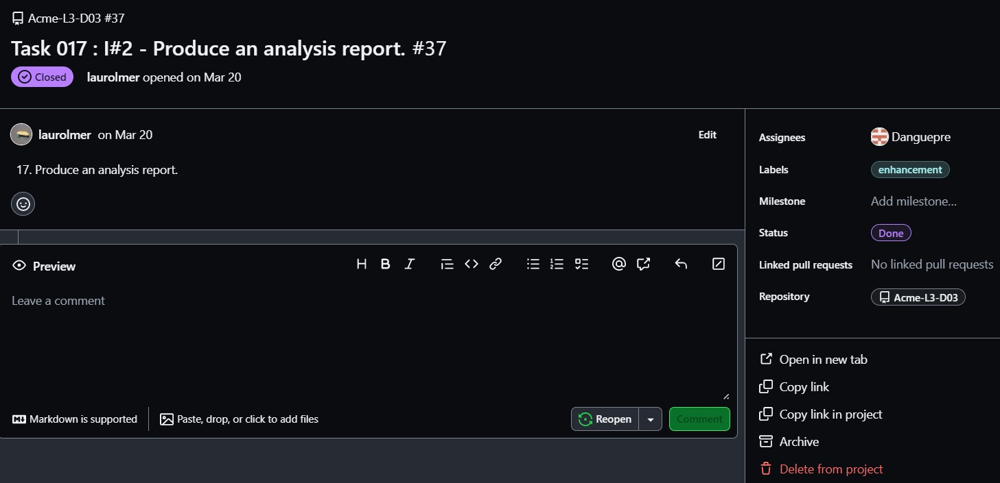 Acme-L3-D03 #37
Task 017 : I#2 - Produce an analysis report. #37
Closed laurolmer opened on Mar 20
laurolmer on Mar 20 Edit
17. Produce an analysis report.
Preview
Leave a comment
Markdown is supported Paste, drop, or click to add files Reopen Comment
Assignees Danguepre
Labels enhancement
Milestone Add milestone...
Status Done
Linked pull requests No linked pull requests
Repository Acme-L3-D03
Open in new tab
Copy link
Copy link in project
Archive
Delete from project